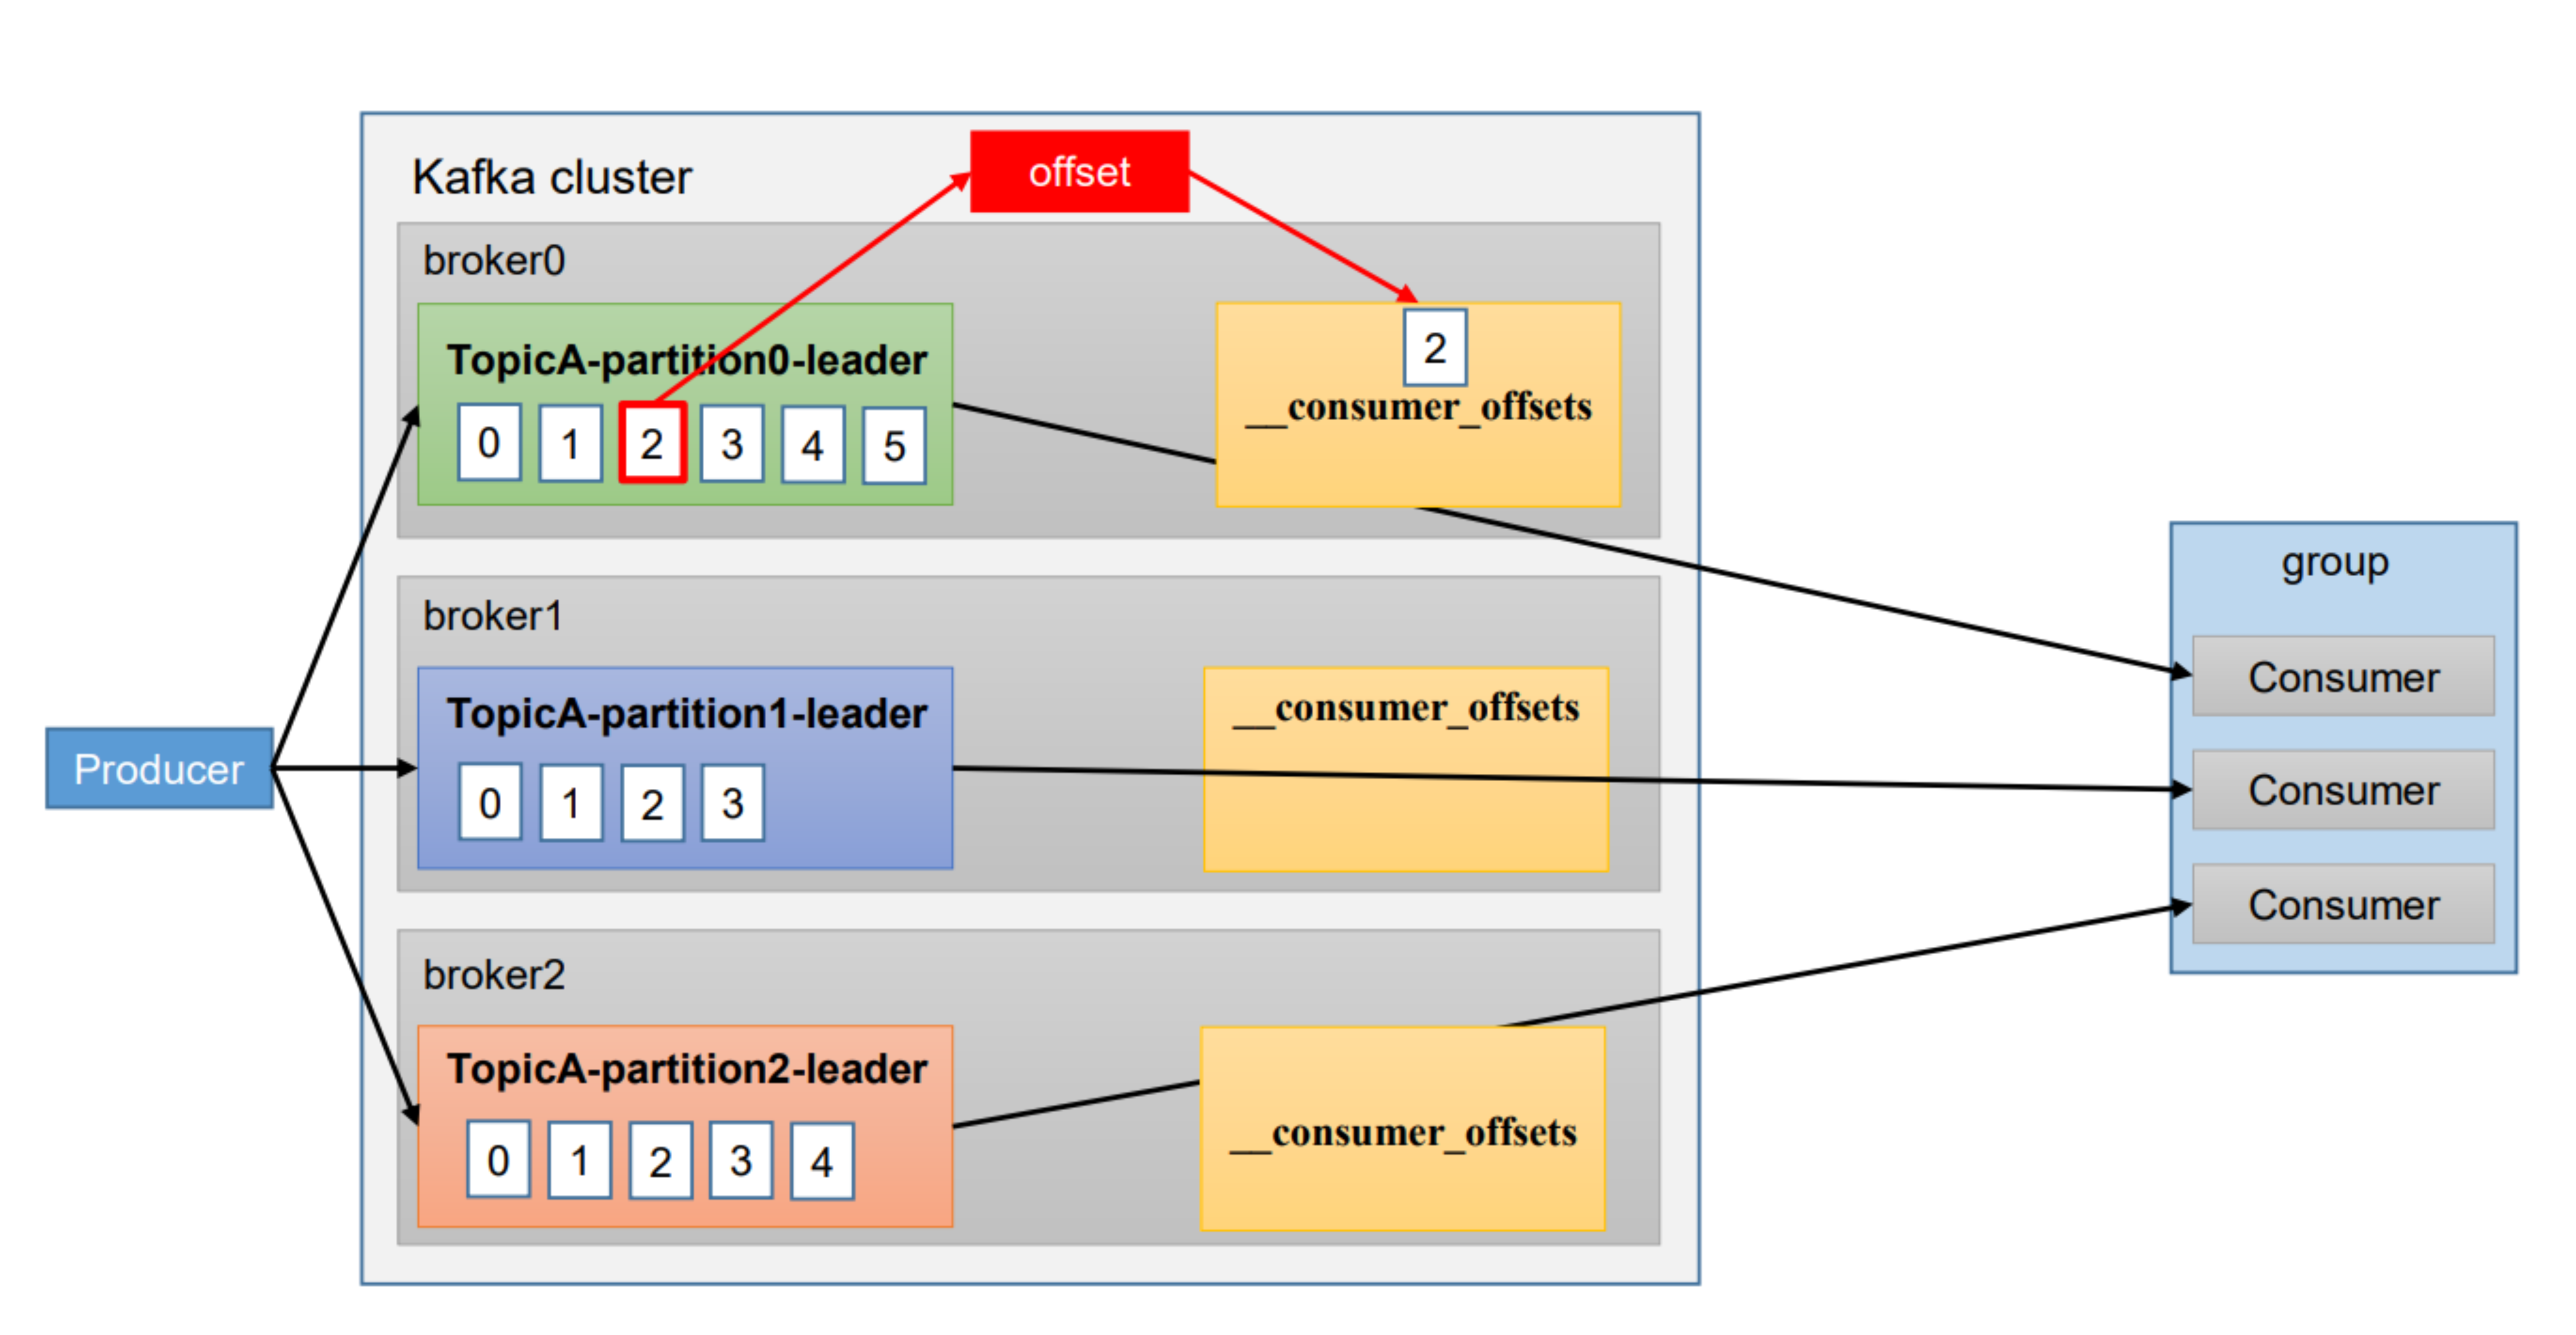 offset
Kafka cluster
broker0
2
TopicA-partition0-leader
__consumer_offsets
0 1 2 3 4 5
group
broker1
Consumer
TopicA-partition1-leader
__consumer_offsets
Producer
0 1 2 3
Consumer
Consumer
broker2
TopicA-partition2-leader
__consumer_offsets
0 1 2 3 4